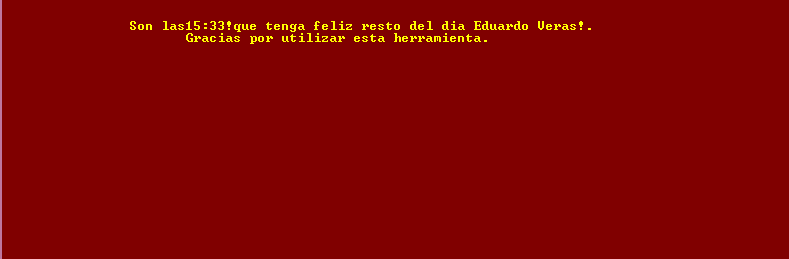 Son las15:33!que tenga feliz resto del dia Eduardo Veras!.
Gracias por utilizar esta herramienta.